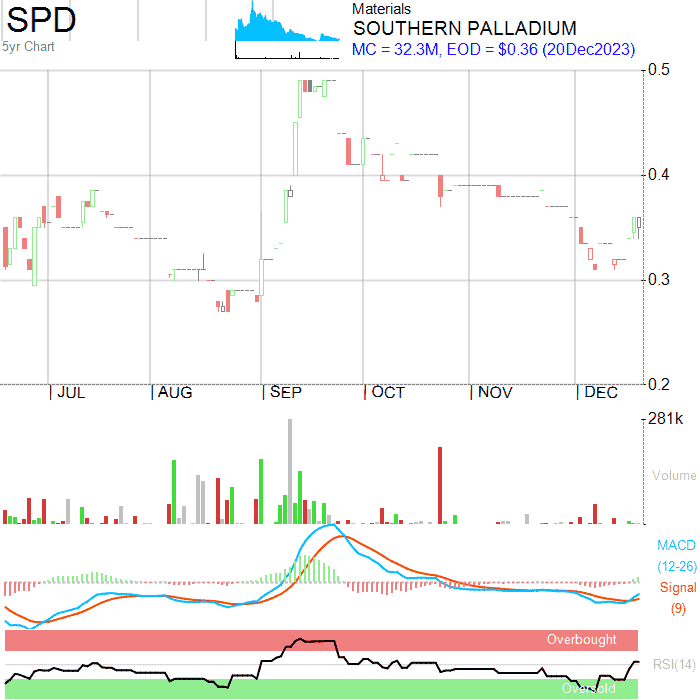 SPD
5yr Chart
Materials
SOUTHERN PALLADIUM
MC = 32.3M, EOD = $0.36 (20Dec2023)
0.5
0.4
0.3
0.2
JUL AUG SEP OCT NOV DEC
281k
Volume
MACD
(12-26)
Signal
(9)
Overbought
RSI(14)
Oversold